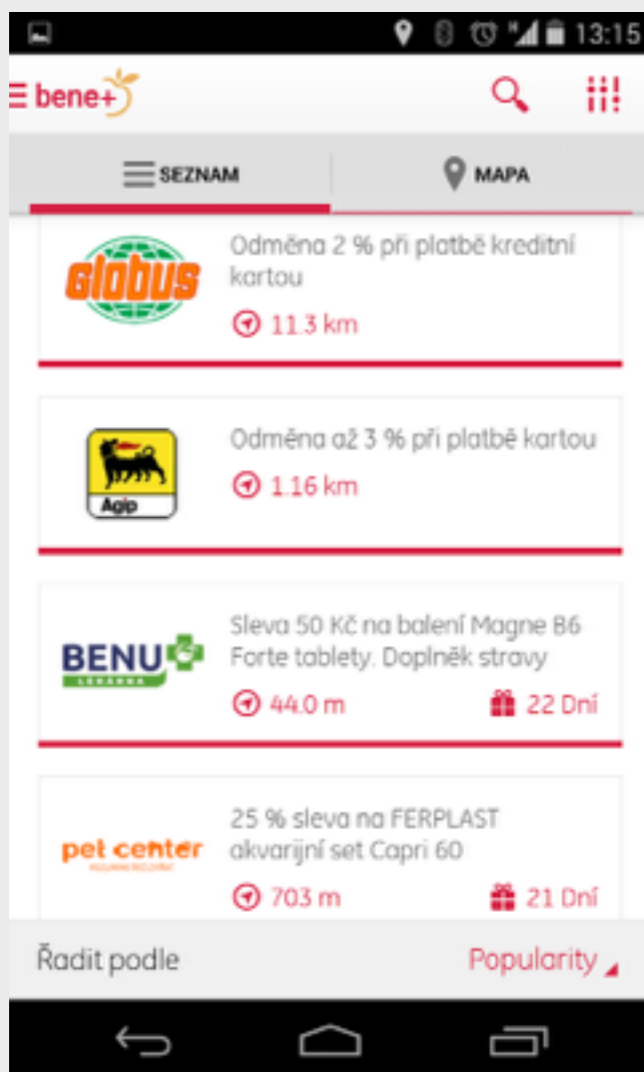 13:15
bene+
SEZNAM
MAPA
Globus
Odměna 2 % při platbě kreditní
kartou
11.3 km
Agip
Odměna až 3 % při platbě kartou
1.16 km
BENU
LÉKÁRNA
Sleva 50 Kč na balení Magne B6
Forte tablety. Doplněk stravy
44.0 m
22 Dní
pet center
25 % sleva na FERPLAST
akvarijní set Capri 60
703 m
21 Dní
Řadit podle
Popularity